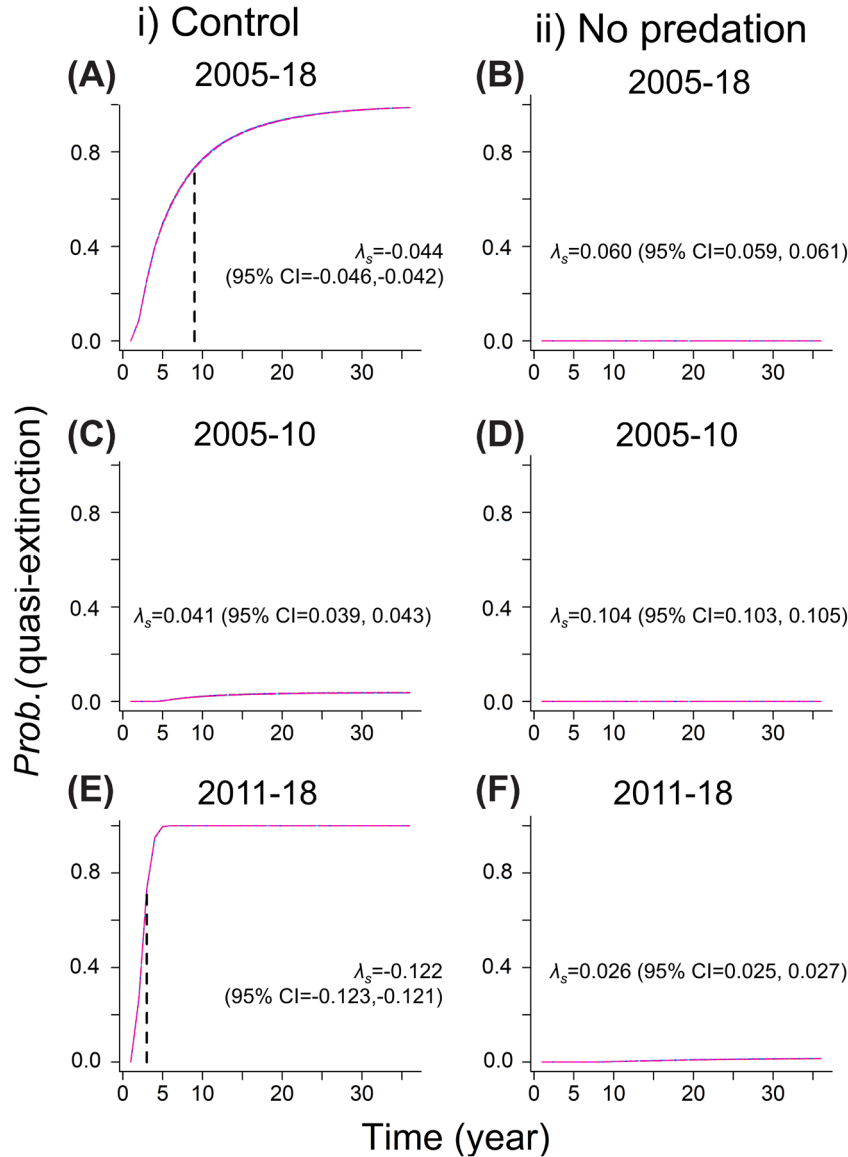 i) Control
ii) No predation
(A)
2005-18
0.8
0.4
0.0
λs=-0.044
(95% CI=-0.046,-0.042)
0 5 10 20 30
(B)
2005-18
0.8
0.4
0.0
λs=0.060 (95% CI=0.059, 0.061)
0 5 10 20 30
(C)
2005-10
0.8
0.4
0.0
λs=0.041 (95% CI=0.039, 0.043)
0 5 10 20 30
(D)
2005-10
0.8
0.4
0.0
λs=0.104 (95% CI=0.103, 0.105)
0 5 10 20 30
(E)
2011-18
0.8
0.4
0.0
λs=-0.122
(95% CI=-0.123,-0.121)
0 5 10 20 30
(F)
2011-18
0.8
0.4
0.0
λs=0.026 (95% CI=0.025, 0.027)
0 5 10 20 30
Prob.(quasi-extinction)
Time (year)